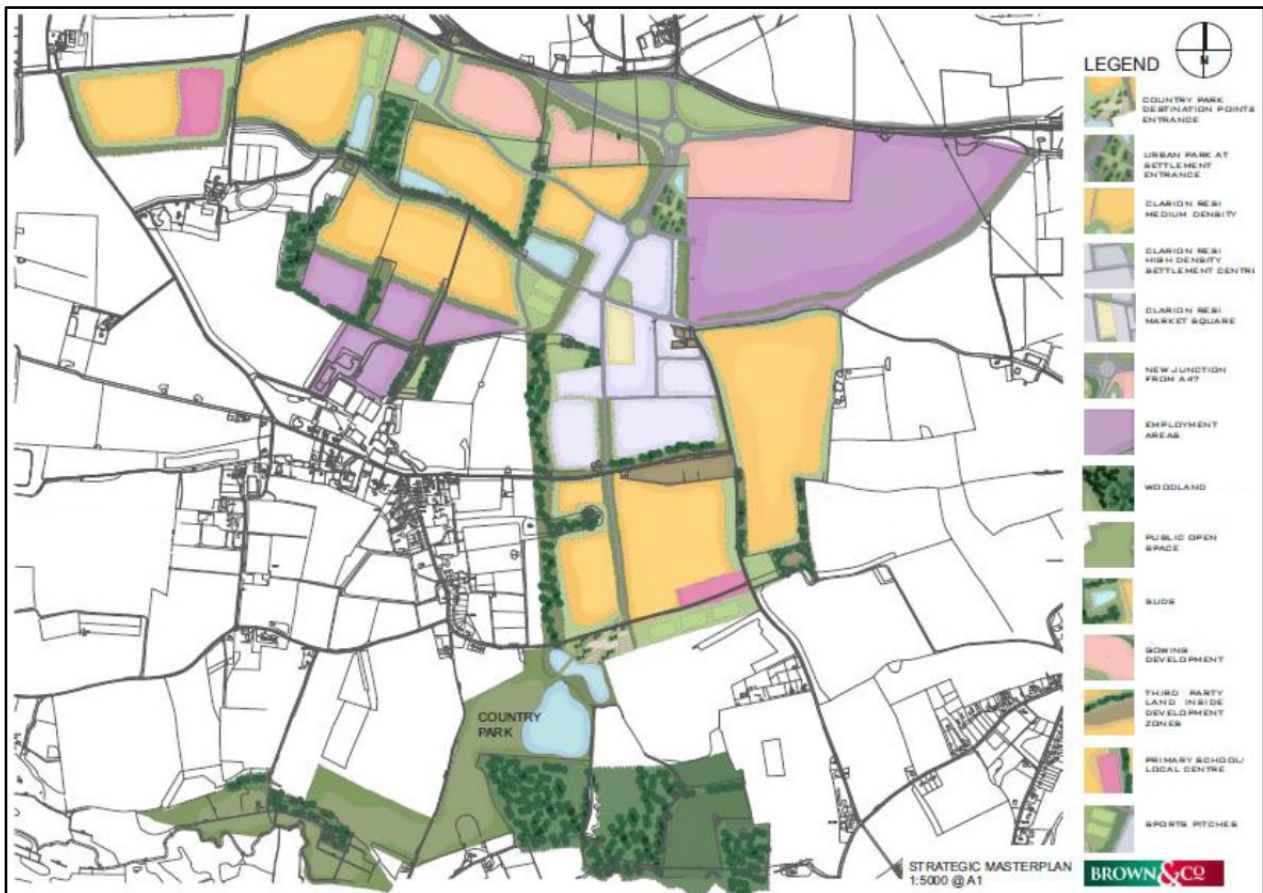 LEGEND
N
COUNTRY PARK
DESTINATION POINTS
ENTRANCE
URBAN PARK AT
SETTLEMENT
ENTRANCE
CLARION RESI
MEDIUM DENSITY
CLARION RESI
HIGH DENSITY
SETTLEMENT CENTRE
CLARION RESI
MARKET SQUARE
NEW JUNCTION
FROM A47
EMPLOYMENT
AREAS
WOODLAND
PUBLIC OPEN
SPACE
SUDS
GOWING
DEVELOPMENT
THIRD PARTY
LAND INSIDE
DEVELOPMENT
ZONES
PRIMARY SCHOOL/
LOCAL CENTRE
SPORTS PITCHES
COUNTRY
PARK
STRATEGIC MASTERPLAN
1:5000 @ A1
BROWN&CO